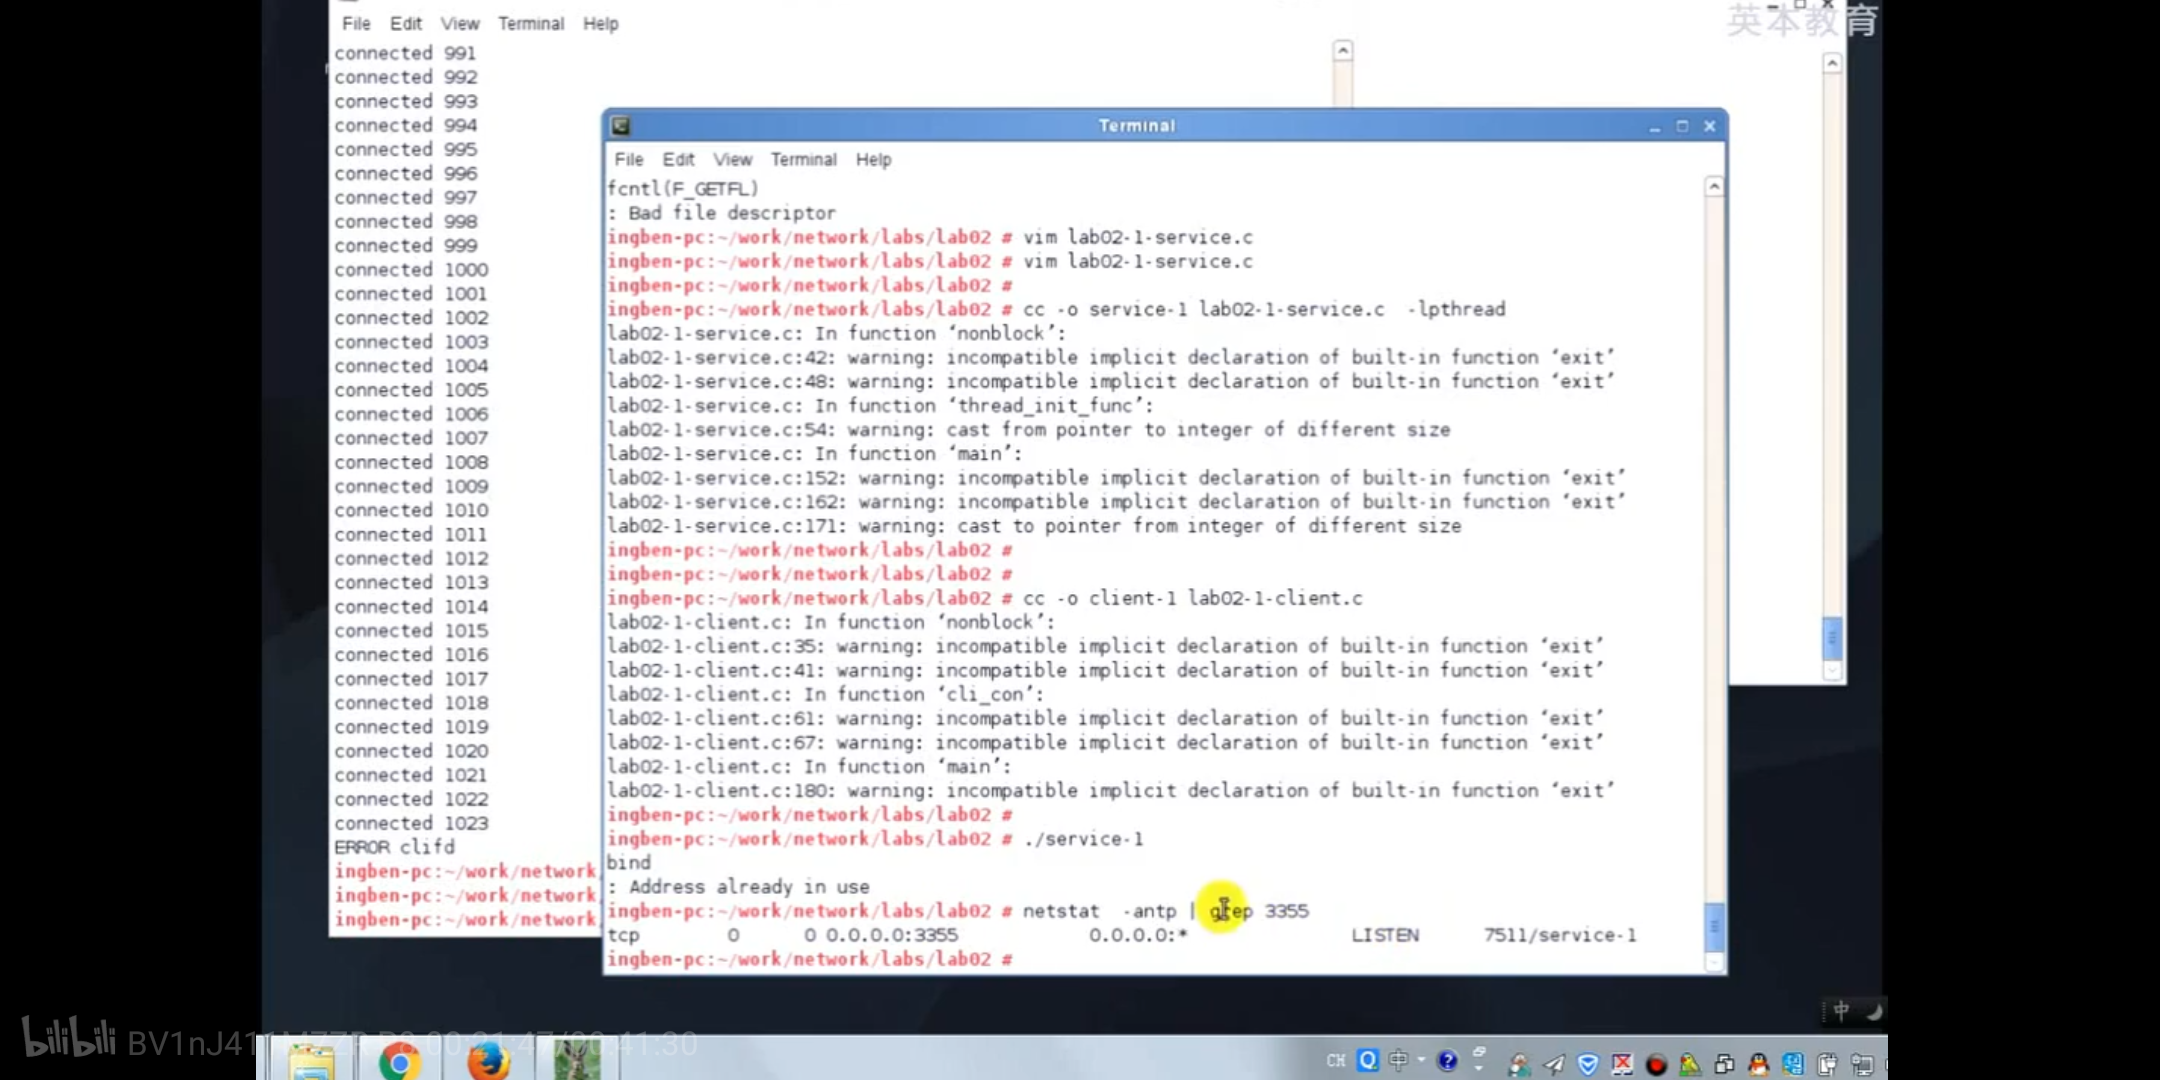 英本教育
File Edit View Terminal Help
connected 991
connected 992
connected 993
connected 994
connected 995
connected 996
connected 997
connected 998
connected 999
connected 1000
connected 1001
connected 1002
connected 1003
connected 1004
connected 1005
connected 1006
connected 1007
connected 1008
connected 1009
connected 1010
connected 1011
connected 1012
connected 1013
connected 1014
connected 1015
connected 1016
connected 1017
connected 1018
connected 1019
connected 1020
connected 1021
connected 1022
connected 1023
ERROR clifd
ingben-pc:~/work/network
ingben-pc:~/work/network
ingben-pc:~/work/network
Terminal
File Edit View Terminal Help
fcntl(F_GETFL)
: Bad file descriptor
ingben-pc:~/work/network/labs/lab02 # vim lab02-1-service.c
ingben-pc:~/work/network/labs/lab02 # vim lab02-1-service.c
ingben-pc:~/work/network/labs/lab02 #
ingben-pc:~/work/network/labs/lab02 # cc -o service-1 lab02-1-service.c  -lpthread
lab02-1-service.c: In function ‘nonblock’:
lab02-1-service.c:42: warning: incompatible implicit declaration of built-in function ‘exit’
lab02-1-service.c:48: warning: incompatible implicit declaration of built-in function ‘exit’
lab02-1-service.c: In function ‘thread_init_func’:
lab02-1-service.c:54: warning: cast from pointer to integer of different size
lab02-1-service.c: In function ‘main’:
lab02-1-service.c:152: warning: incompatible implicit declaration of built-in function ‘exit’
lab02-1-service.c:162: warning: incompatible implicit declaration of built-in function ‘exit’
lab02-1-service.c:171: warning: cast to pointer from integer of different size
ingben-pc:~/work/network/labs/lab02 #
ingben-pc:~/work/network/labs/lab02 #
ingben-pc:~/work/network/labs/lab02 # cc -o client-1 lab02-1-client.c
lab02-1-client.c: In function ‘nonblock’:
lab02-1-client.c:35: warning: incompatible implicit declaration of built-in function ‘exit’
lab02-1-client.c:41: warning: incompatible implicit declaration of built-in function ‘exit’
lab02-1-client.c: In function ‘cli_con’:
lab02-1-client.c:61: warning: incompatible implicit declaration of built-in function ‘exit’
lab02-1-client.c:67: warning: incompatible implicit declaration of built-in function ‘exit’
lab02-1-client.c: In function ‘main’:
lab02-1-client.c:180: warning: incompatible implicit declaration of built-in function ‘exit’
ingben-pc:~/work/network/labs/lab02 #
ingben-pc:~/work/network/labs/lab02 # ./service-1
bind
: Address already in use
ingben-pc:~/work/network/labs/lab02 # netstat  -antp | grep 3355
tcp 0 0 0.0.0.0:3355 0.0.0.0:* LISTEN 7511/service-1
ingben-pc:~/work/network/labs/lab02 #
中
bilibili 00:21:47/00:41:30
CH 中